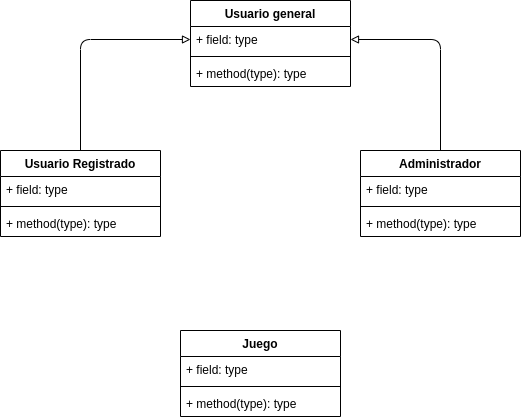 Usuario general
+ field: type
+ method(type): type
Usuario Registrado
+ field: type
+ method(type): type
Administrador
+ field: type
+ method(type): type
Juego
+ field: type
+ method(type): type